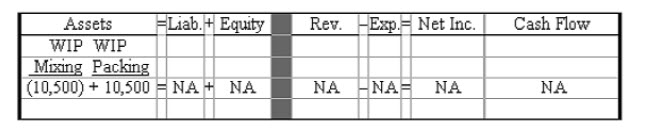 Assets = Liab. + Equity Rev. - Exp. = Net Inc. Cash Flow
WIP WIP
Mixing Packing
(10,500) + 10,500 = NA + NA NA - NA = NA NA